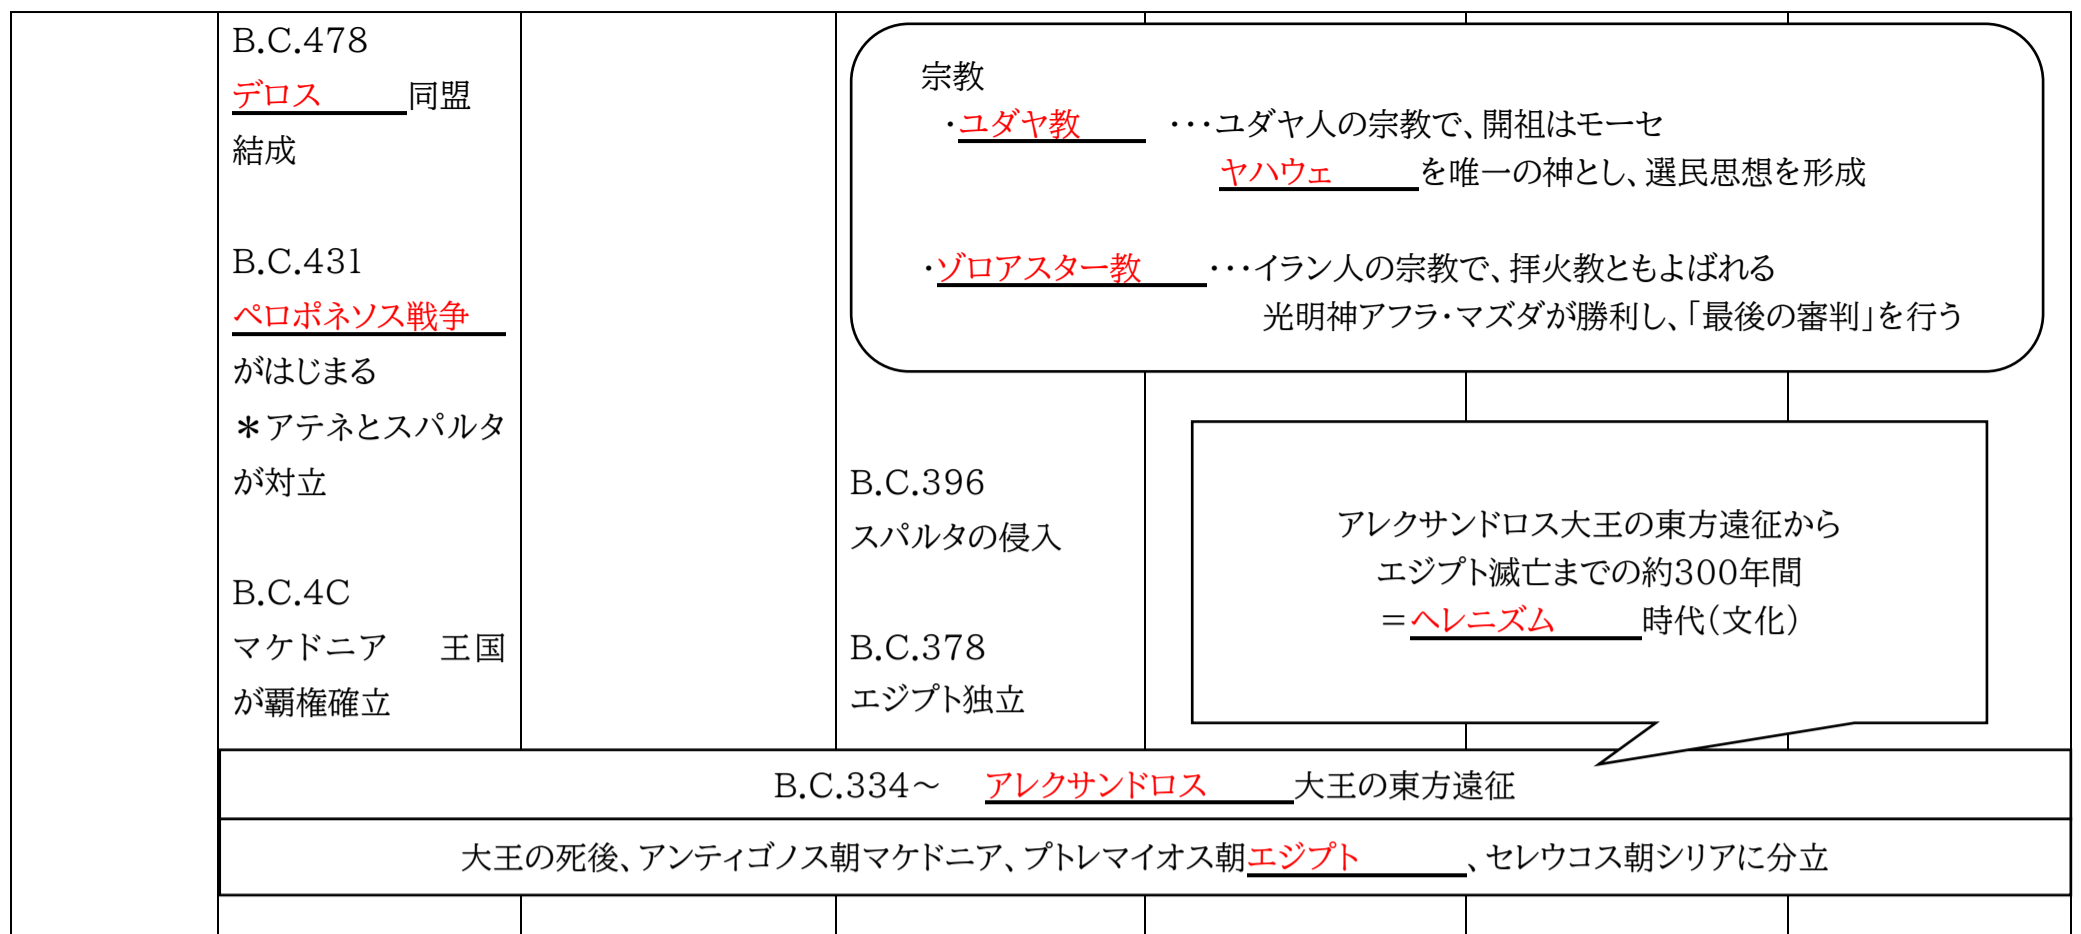 B.C.478
デロス 同盟
結成
B.C.431
ペロポネソス戦争
がはじまる
＊アテネとスパルタ
が対立
B.C.4C
マケドニア 王国
が覇権確立
宗教
・ユダヤ教 ・・・ユダヤ人の宗教で、開祖はモーセ
ヤハウェ を唯一の神とし、選民思想を形成
・ゾロアスター教 ・・・イラン人の宗教で、拝火教ともよばれる
光明神アフラ・マズダが勝利し、「最後の審判」を行う
B.C.396
スパルタの侵入
B.C.378
エジプト独立
アレクサンドロス大王の東方遠征から
エジプト滅亡までの約300年間
＝ヘレニズム 時代（文化）
B.C.334～ アレクサンドロス 大王の東方遠征
大王の死後、アンティゴノス朝マケドニア、プトレマイオス朝エジプト 、セレウコス朝シリアに分立